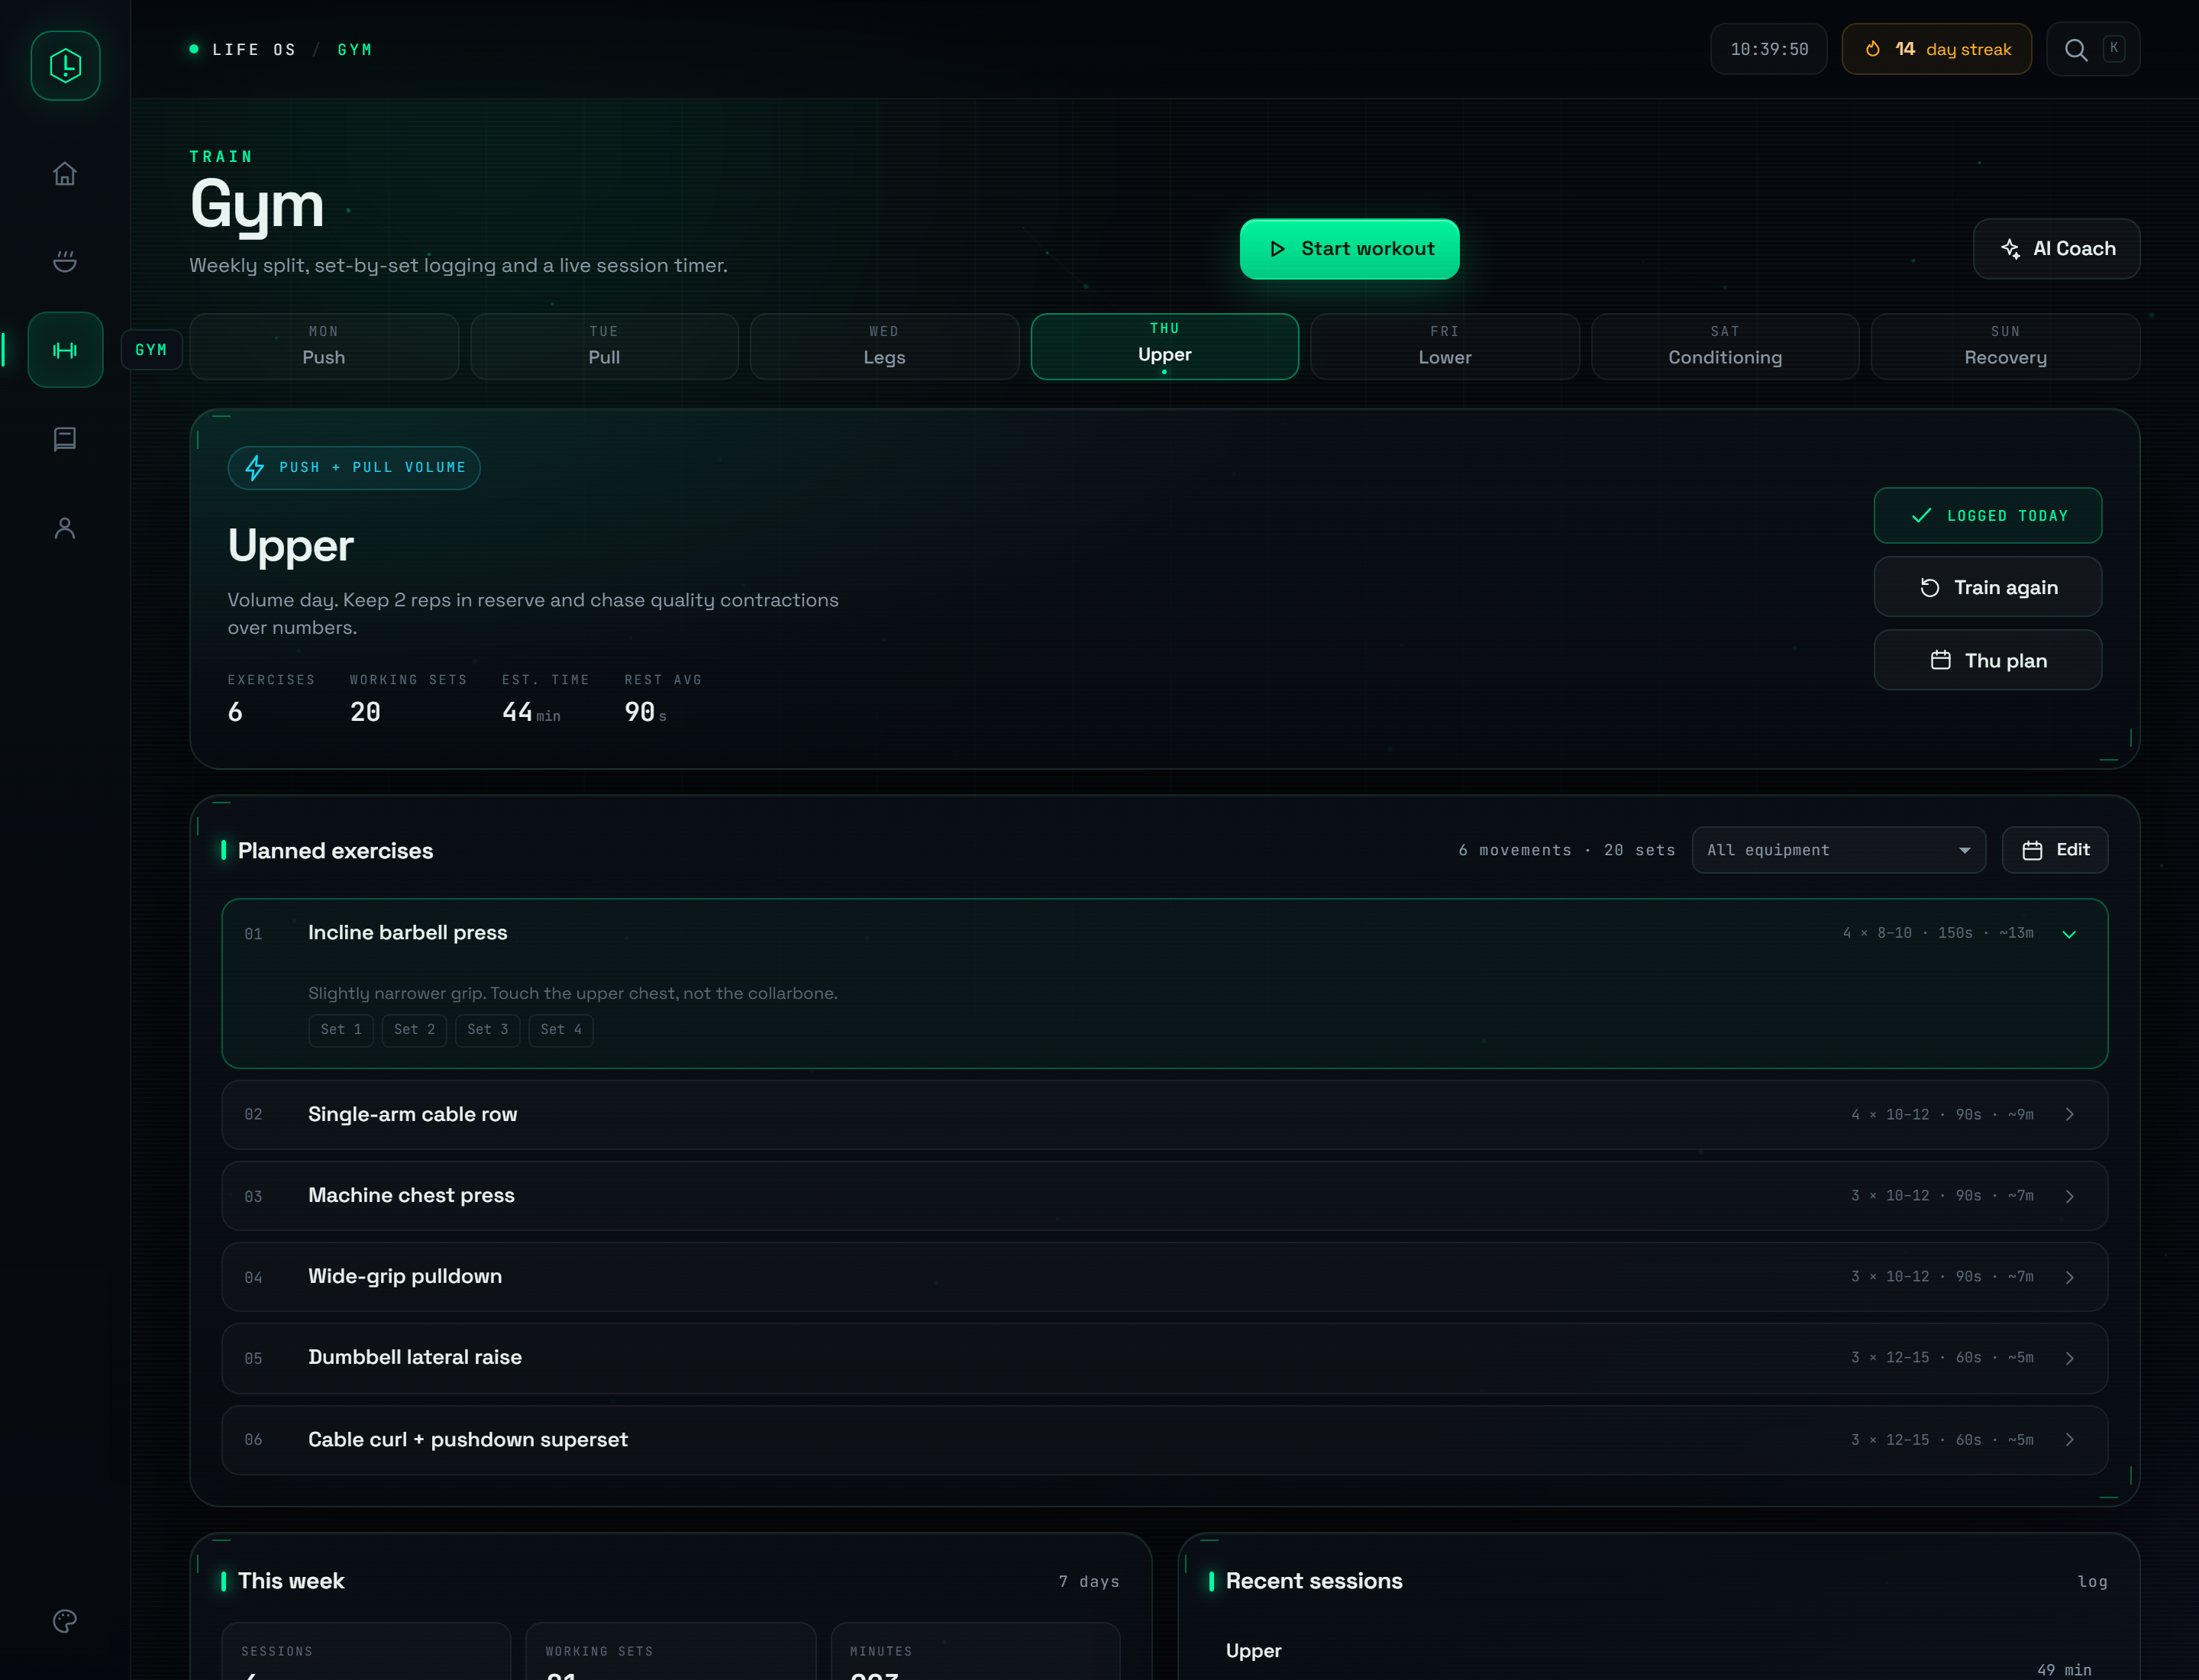 LIFE OS / GYM
10:39:50
14 day streak
K
TRAIN
Gym
Weekly split, set-by-set logging and a live session timer.
Start workout
AI Coach
GYM
MON
Push
TUE
Pull
WED
Legs
THU
Upper
FRI
Lower
SAT
Conditioning
SUN
Recovery
PUSH + PULL VOLUME
Upper
Volume day. Keep 2 reps in reserve and chase quality contractions
over numbers.
EXERCISES
6
WORKING SETS
20
EST. TIME
44 min
REST AVG
90 s
LOGGED TODAY
Train again
Thu plan
Planned exercises
6 movements · 20 sets
All equipment
Edit
01 Incline barbell press 4 × 8–10 · 150s · ~13m
Slightly narrower grip. Touch the upper chest, not the collarbone.
Set 1 Set 2 Set 3 Set 4
02 Single-arm cable row 4 × 10–12 · 90s · ~9m
03 Machine chest press 3 × 10–12 · 90s · ~7m
04 Wide-grip pulldown 3 × 10–12 · 90s · ~7m
05 Dumbbell lateral raise 3 × 12–15 · 60s · ~5m
06 Cable curl + pushdown superset 3 × 12–15 · 60s · ~5m
This week
7 days
SESSIONS
WORKING SETS
MINUTES
Recent sessions
log
Upper
49 min